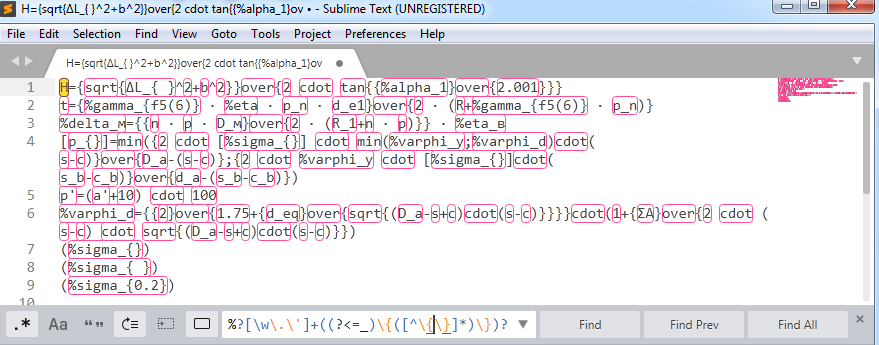 H={sqrt{ΔL_{ }^2+b^2}}over{2 cdot tan{{%alpha_1}ov • - Sublime Text (UNREGISTERED)
File Edit Selection Find View Goto Tools Project Preferences Help
H={sqrt{ΔL_{ }^2+b^2}}over{2 cdot tan{{%alpha_1}ov
1 H={sqrt{ΔL_{ }^2+b^2}}over{2 cdot tan{{%alpha_1}over{2.001}}}
2 t={%gamma_{f5(6)} · %eta · p_n · d_e1}over{2 · (R+%gamma_{f5(6)} · p_n)}
3 %delta_м={{n · p · D_м}over{2 · (R_1+n · p)}} · %eta_в
4 [p_{}]=min({2 cdot [%sigma_{}] cdot min(%varphi_y;%varphi_d)cdot(
s-c)}over{D_a-(s-c)};{2 cdot %varphi_y cdot [%sigma_{}]cdot(
s_b-c_b)}over{d_a-(s_b-c_b)})
5 p'=(a'+10) cdot 100
6 %varphi_d={{2}over{1.75+{d_eq}over{sqrt{(D_a-s+c)cdot(s-c)}}}}cdot(1+{ΣA}over{2 cdot (
s-c) cdot sqrt{(D_a-s+c)cdot(s-c)}})
7 (%sigma_{})
8 (%sigma_{ })
9 (%sigma_{0.2})
10
.* Aa “” %?[\w\.\']+((?<=_)\{([^\{\}]*)\})? Find Find Prev Find All